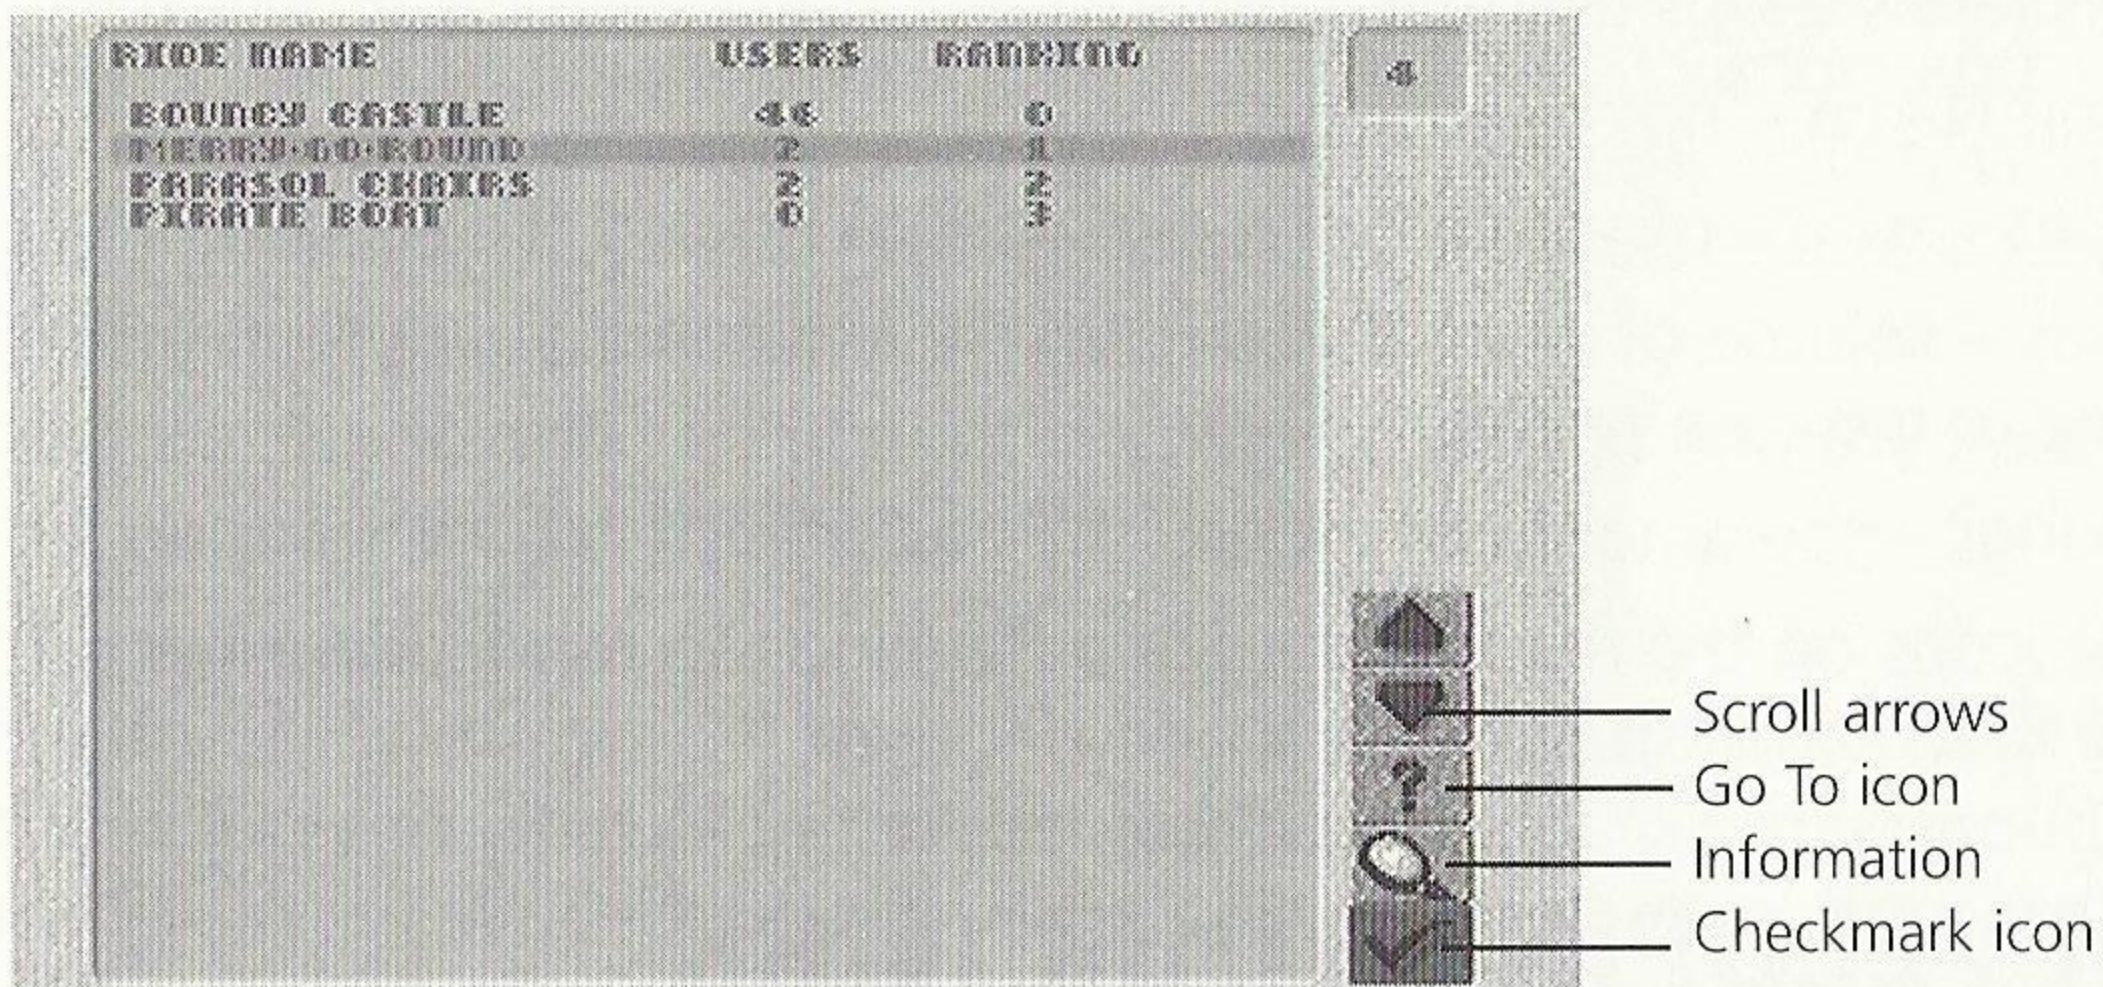 RIDE NAME USERS RANKING
4
BOUNCY CASTLE 46 0
MERRY-GO-ROUND 2 1
PARASOL CHAIRS 2 2
PIRATE BOAT 0 3
Scroll arrows
?
Go To icon
Information
Checkmark icon